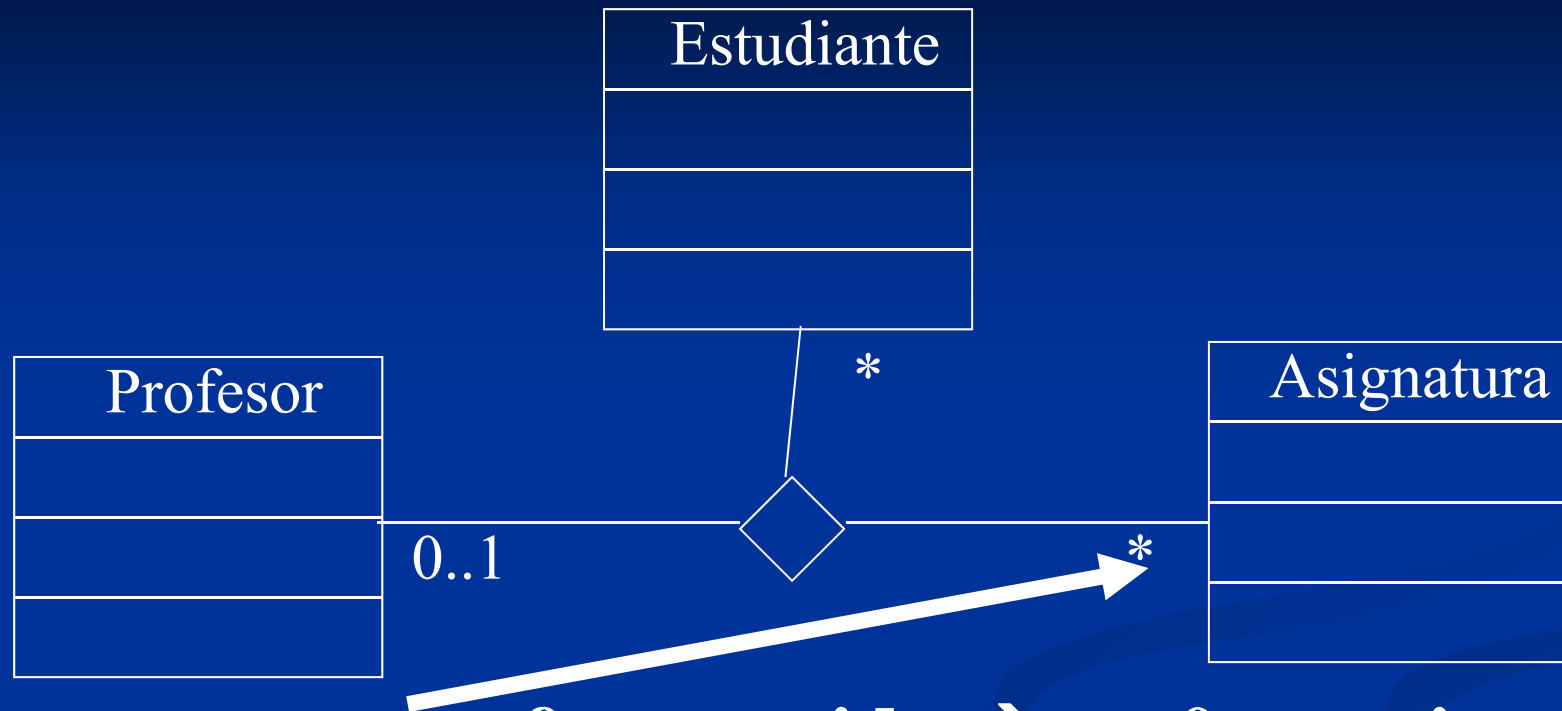 Estudiante
*
Profesor
Asignatura
0..1
*